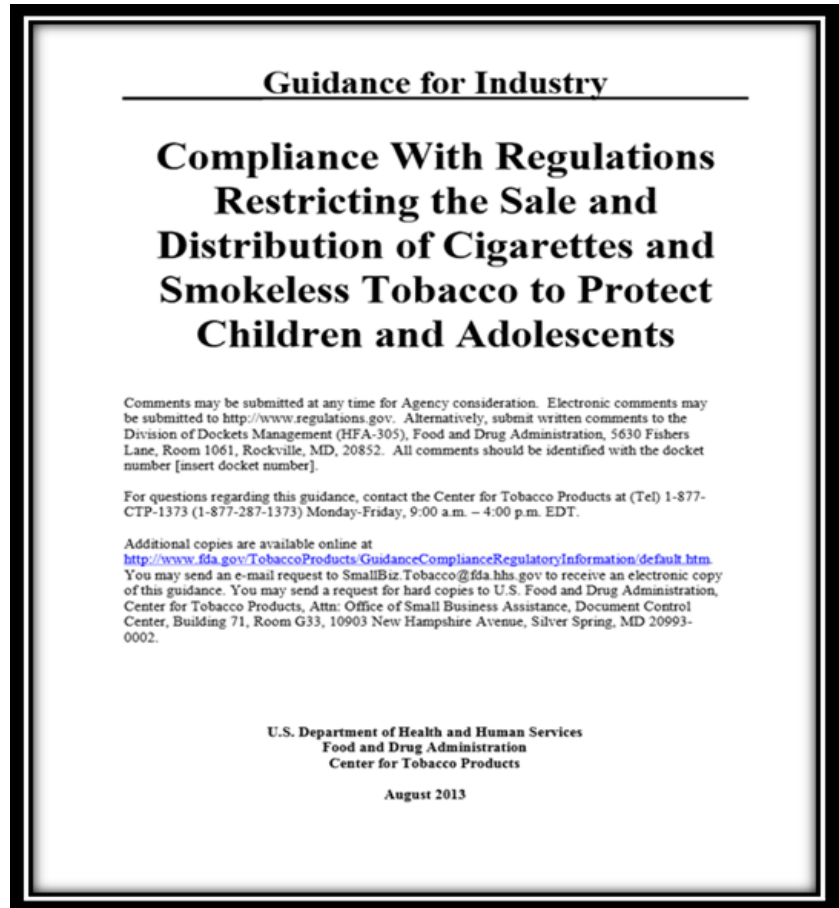 Guidance for Industry
Compliance With Regulations
Restricting the Sale and
Distribution of Cigarettes and
Smokeless Tobacco to Protect
Children and Adolescents
Comments may be submitted at any time for Agency consideration. Electronic comments may
be submitted to http://www.regulations.gov. Alternatively, submit written comments to the
Division of Dockets Management (HFA-305), Food and Drug Administration, 5630 Fishers
Lane, Room 1061, Rockville, MD, 20852. All comments should be identified with the docket
number [insert docket number].
For questions regarding this guidance, contact the Center for Tobacco Products at (Tel) 1-877-
CTP-1373 (1-877-287-1373) Monday-Friday, 9:00 a.m. – 4:00 p.m. EDT.
Additional copies are available online at
http://www.fda.gov/TobaccoProducts/GuidanceComplianceRegulatoryInformation/default.htm.
You may send an e-mail request to SmallBiz.Tobacco@fda.hhs.gov to receive an electronic copy
of this guidance. You may send a request for hard copies to U.S. Food and Drug Administration,
Center for Tobacco Products, Attn: Office of Small Business Assistance, Document Control
Center, Building 71, Room G33, 10903 New Hampshire Avenue, Silver Spring, MD 20993-
0002.
U.S. Department of Health and Human Services
Food and Drug Administration
Center for Tobacco Products
August 2013